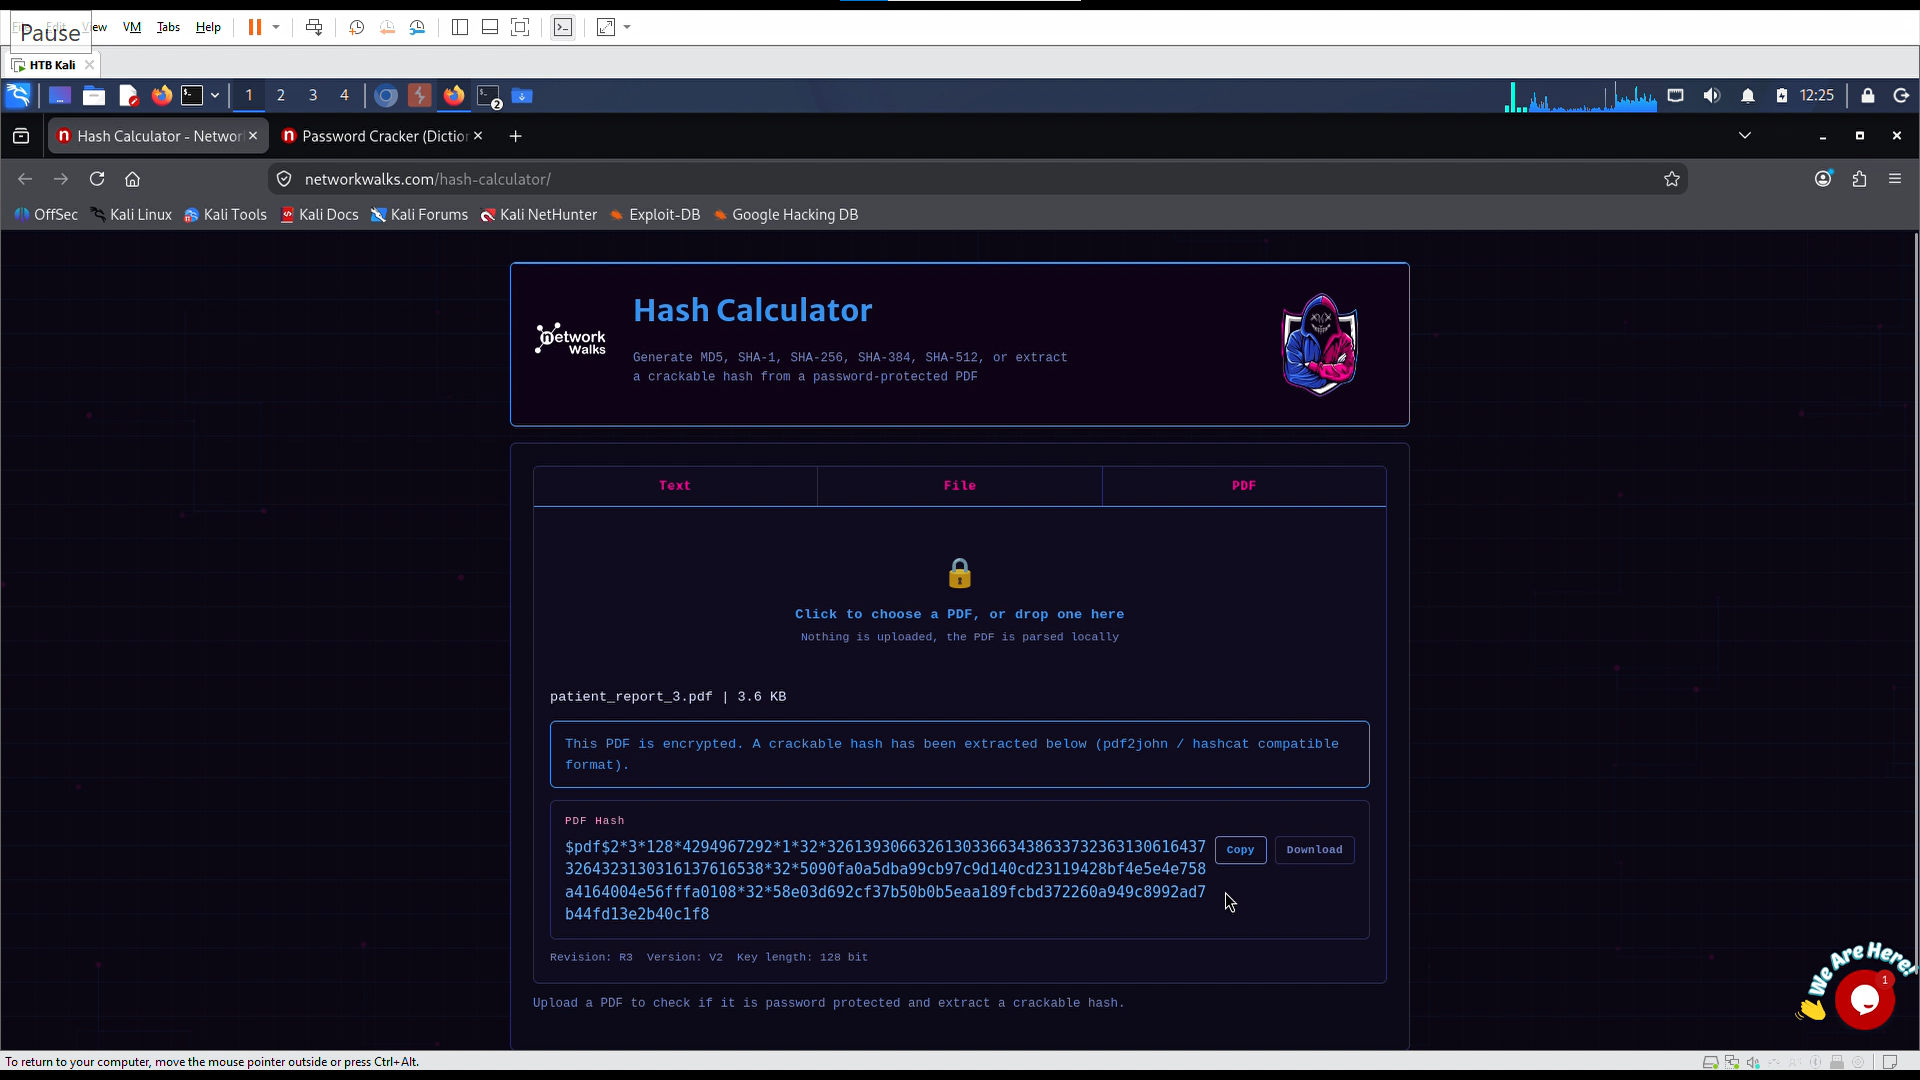 File Edit View VM Tabs Help
Pause
HTB Kali
1 2 3 4 2 12:25
Hash Calculator - Networ Password Cracker (Diction
networkwalks.com/hash-calculator/
OffSec Kali Linux Kali Tools Kali Docs Kali Forums Kali NetHunter Exploit-DB Google Hacking DB
network
Walks
Hash Calculator
Generate MD5, SHA-1, SHA-256, SHA-384, SHA-512, or extract
a crackable hash from a password-protected PDF
Text File PDF
Click to choose a PDF, or drop one here
Nothing is uploaded, the PDF is parsed locally
patient_report_3.pdf | 3.6 KB
This PDF is encrypted. A crackable hash has been extracted below (pdf2john / hashcat compatible
format).
PDF Hash
$pdf$2*3*128*4294967292*1*32*3261393066326130336634386337323631306164373
Copy Download
3264323130316137616538*32*5090fa0a5dba99cb97c9d140cd23119428bf4e5e4e758
a4164004e56fffa0108*32*58e03d692cf37b50b0b5eaa189fcbd372260a949c8992ad7
b44fd13e2b40c1f8
Revision: R3 Version: V2 Key length: 128 bit
Upload a PDF to check if it is password protected and extract a crackable hash.
We Are Here!
1
To return to your computer, move the mouse pointer outside or press Ctrl+Alt.